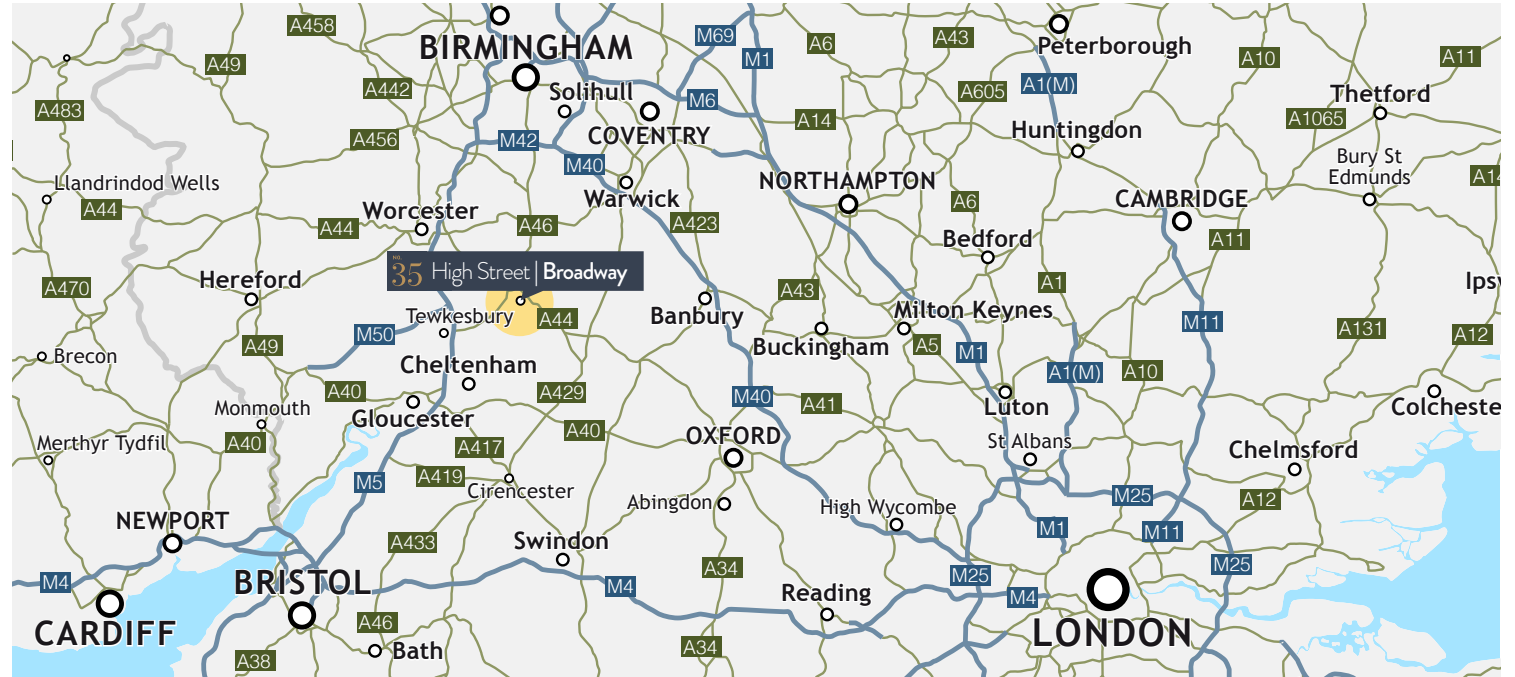 A458
M69
A6
A43
Peterborough
BIRMINGHAM
M1
A10
A11
A49
A442
Solihull
M6
A605
A1(M)
Thetford
A483
A14
A1065
A456
M42
COVENTRY
Huntingdon
M40
Bury St
Edmunds
Llandrindod Wells
NORTHAMPTON
A14
A44
Worcester
Warwick
A6
CAMBRIDGE
A44
A46
A423
Bedford
A11
NO.
35 High Street | Broadway
Hereford
A470
A43
A1
Ips
Tewkesbury
A44
Banbury
Milton Keynes
M11
A131
A12
M50
A49
Brecon
Buckingham
A5
M1
Cheltenham
A1(M)
A10
A40
A429
M40
A41
Luton
Colcheste
Monmouth
Gloucester
A40
OXFORD
St Albans
Merthyr Tydfil
A40
A417
Chelmsford
M5
A419
Cirencester
M25
A12
Abingdon
High Wycombe
NEWPORT
M1
M11
A433
Swindon
M25
A34
M25
M4
BRISTOL
M4
Reading
M4
CARDIFF
A46
LONDON
Bath
A34
A38